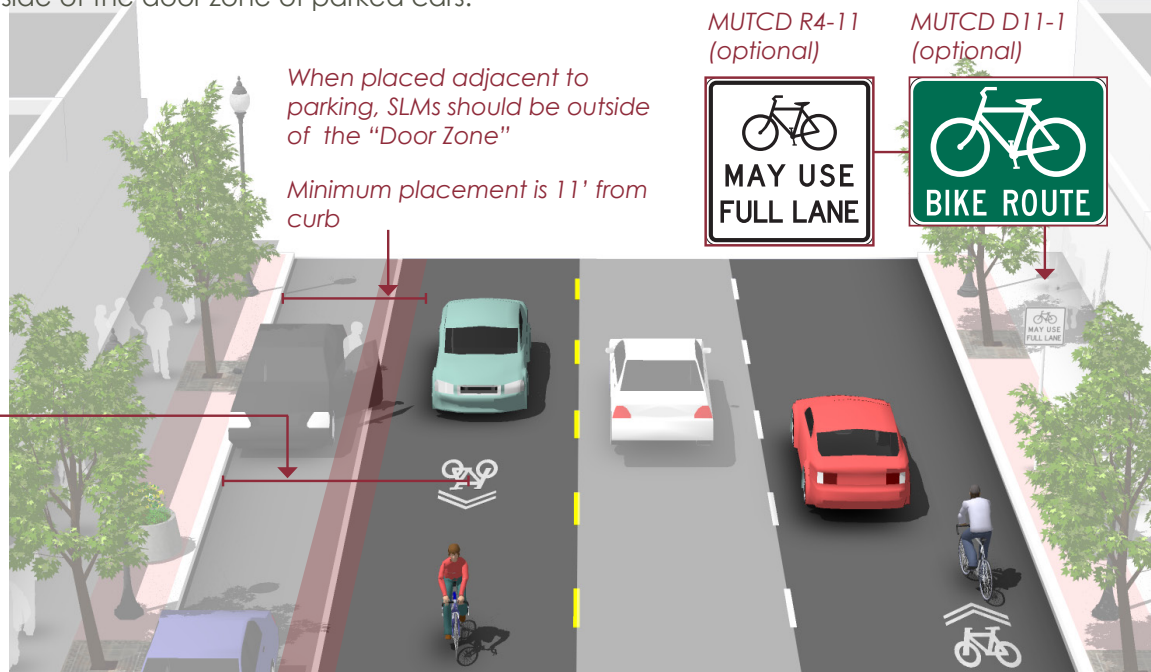 side of the door zone of parked cars.
MUTCD R4-11
(optional)
MUTCD D11-1
(optional)
When placed adjacent to
parking, SLMs should be outside
of the “Door Zone”
Minimum placement is 11’ from
curb
MAY USE
FULL LANE
BIKE ROUTE
MAY USE
FULL LANE